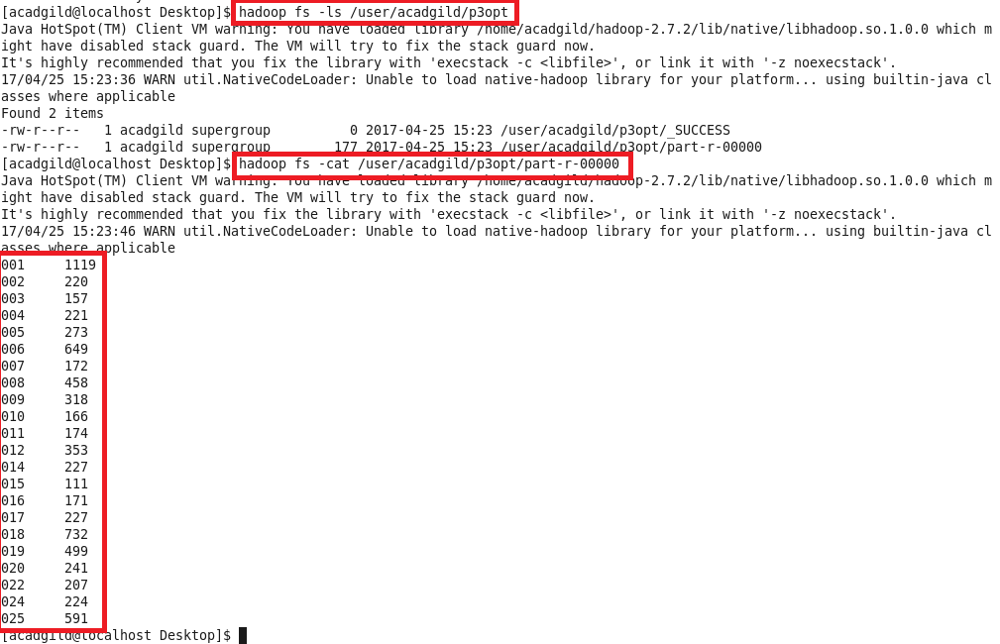 [acadgild@localhost Desktop]$ hadoop fs -ls /user/acadgild/p3opt
Java HotSpot(TM) Client VM warning: You have loaded library /home/acadgild/hadoop-2.7.2/lib/native/libhadoop.so.1.0.0 which m
ight have disabled stack guard. The VM will try to fix the stack guard now.
It's highly recommended that you fix the library with 'execstack -c <libfile>', or link it with '-z noexecstack'.
17/04/25 15:23:36 WARN util.NativeCodeLoader: Unable to load native-hadoop library for your platform... using builtin-java cl
asses where applicable
Found 2 items
-rw-r--r--   1 acadgild supergroup          0 2017-04-25 15:23 /user/acadgild/p3opt/_SUCCESS
-rw-r--r--   1 acadgild supergroup        177 2017-04-25 15:23 /user/acadgild/p3opt/part-r-00000
[acadgild@localhost Desktop]$ hadoop fs -cat /user/acadgild/p3opt/part-r-00000
Java HotSpot(TM) Client VM warning: You have loaded library /home/acadgild/hadoop-2.7.2/lib/native/libhadoop.so.1.0.0 which m
ight have disabled stack guard. The VM will try to fix the stack guard now.
It's highly recommended that you fix the library with 'execstack -c <libfile>', or link it with '-z noexecstack'.
17/04/25 15:23:46 WARN util.NativeCodeLoader: Unable to load native-hadoop library for your platform... using builtin-java cl
asses where applicable
001     1119
002     220
003     157
004     221
005     273
006     649
007     172
008     458
009     318
010     166
011     174
012     353
014     227
015     111
016     171
017     227
018     732
019     499
020     241
022     207
024     224
025     591
[acadgild@localhost Desktop]$